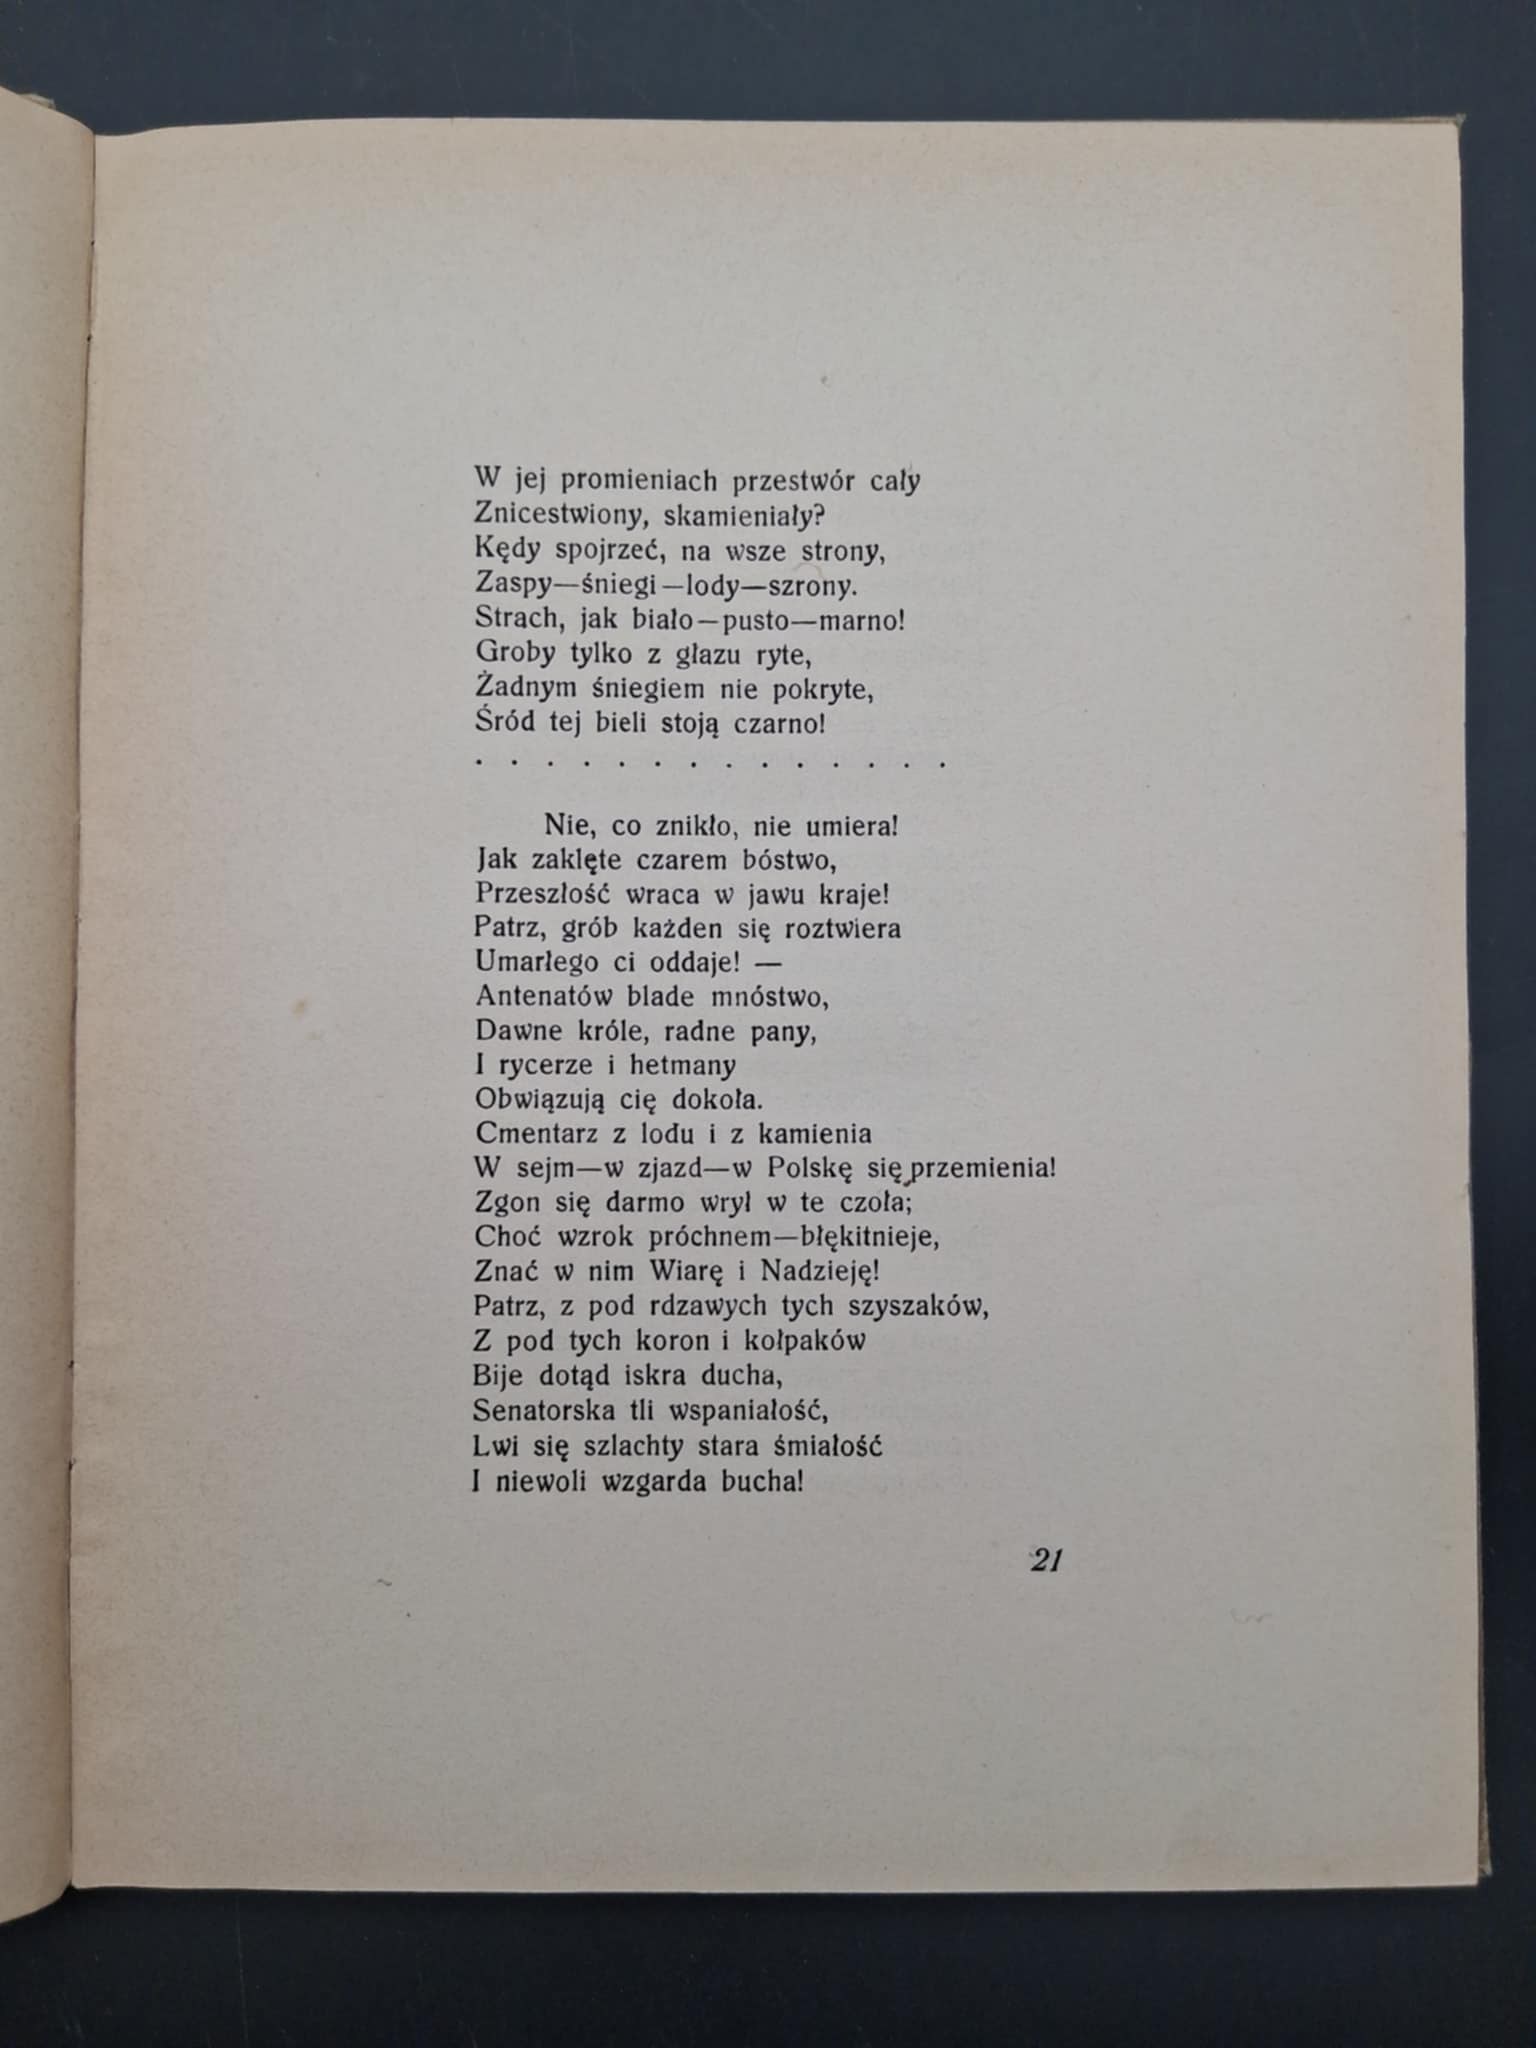 W jej promieniach przestwór cały
Znicestwiony, skamieniały?
Kędy spojrzeć, na wsze strony,
Zaspy—śniegi—lody—szrony.
Strach, jak biało—pusto—marno!
Groby tylko z głazu ryte,
Żadnym śniegiem nie pokryte,
Śród tej bieli stoją czarno!
. . . . . . . . . . . . . .
Nie, co znikło, nie umiera!
Jak zaklęte czarem bóstwo,
Przeszłość wraca w jawu kraje!
Patrz, grób każden się roztwiera
Umarłego ci oddaje! —
Antenatów blade mnóstwo,
Dawne króle, radne pany,
I rycerze i hetmany
Obwiązują cię dokoła.
Cmentarz z lodu i z kamienia
W sejm—w zjazd—w Polskę się przemienia!
Zgon się darmo wrył w te czoła;
Choć wzrok próchnem—błękitnieje,
Znać w nim Wiarę i Nadzieję!
Patrz, z pod rdzawych tych szyszaków,
Z pod tych koron i kołpaków
Bije dotąd iskra ducha,
Senatorska tli wspaniałość,
Lwi się szlachty stara śmiałość
I niewoli wzgarda bucha!
21